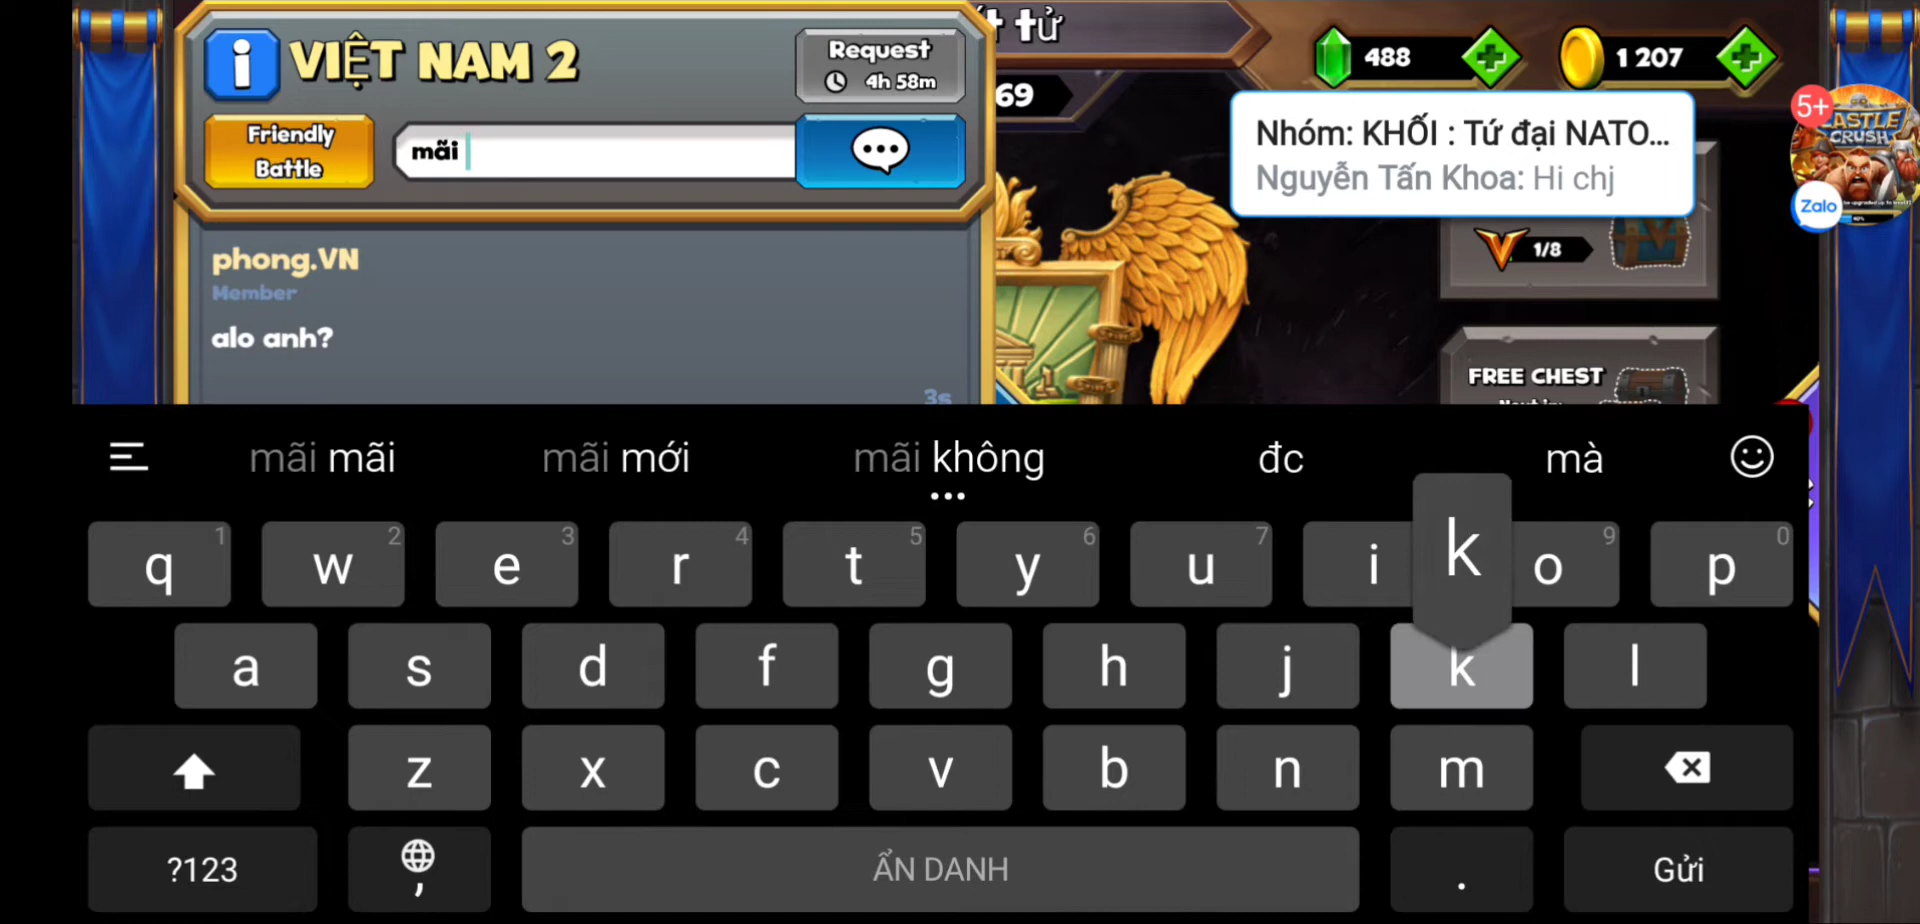 VIỆT NAM 2
Request
4h 58m
Friendly
Battle
mãi
phong.VN
Member
alo anh?
3s
tử
69
488
1 207
Nhóm: KHỐI : Tứ đại NATO...
Nguyễn Tấn Khoa: Hi chị
5+
CASTLE
CRUSH
Zalo
1/8
FREE CHEST
mãi mãi
mãi mới
mãi không
đc
mà
...
q 1 w 2 e 3 r 4 t 5 y 6 u 7 i k o 9 p 0
a s d f g h j k l
z x c v b n m
?123 , ẨN DANH . Gửi